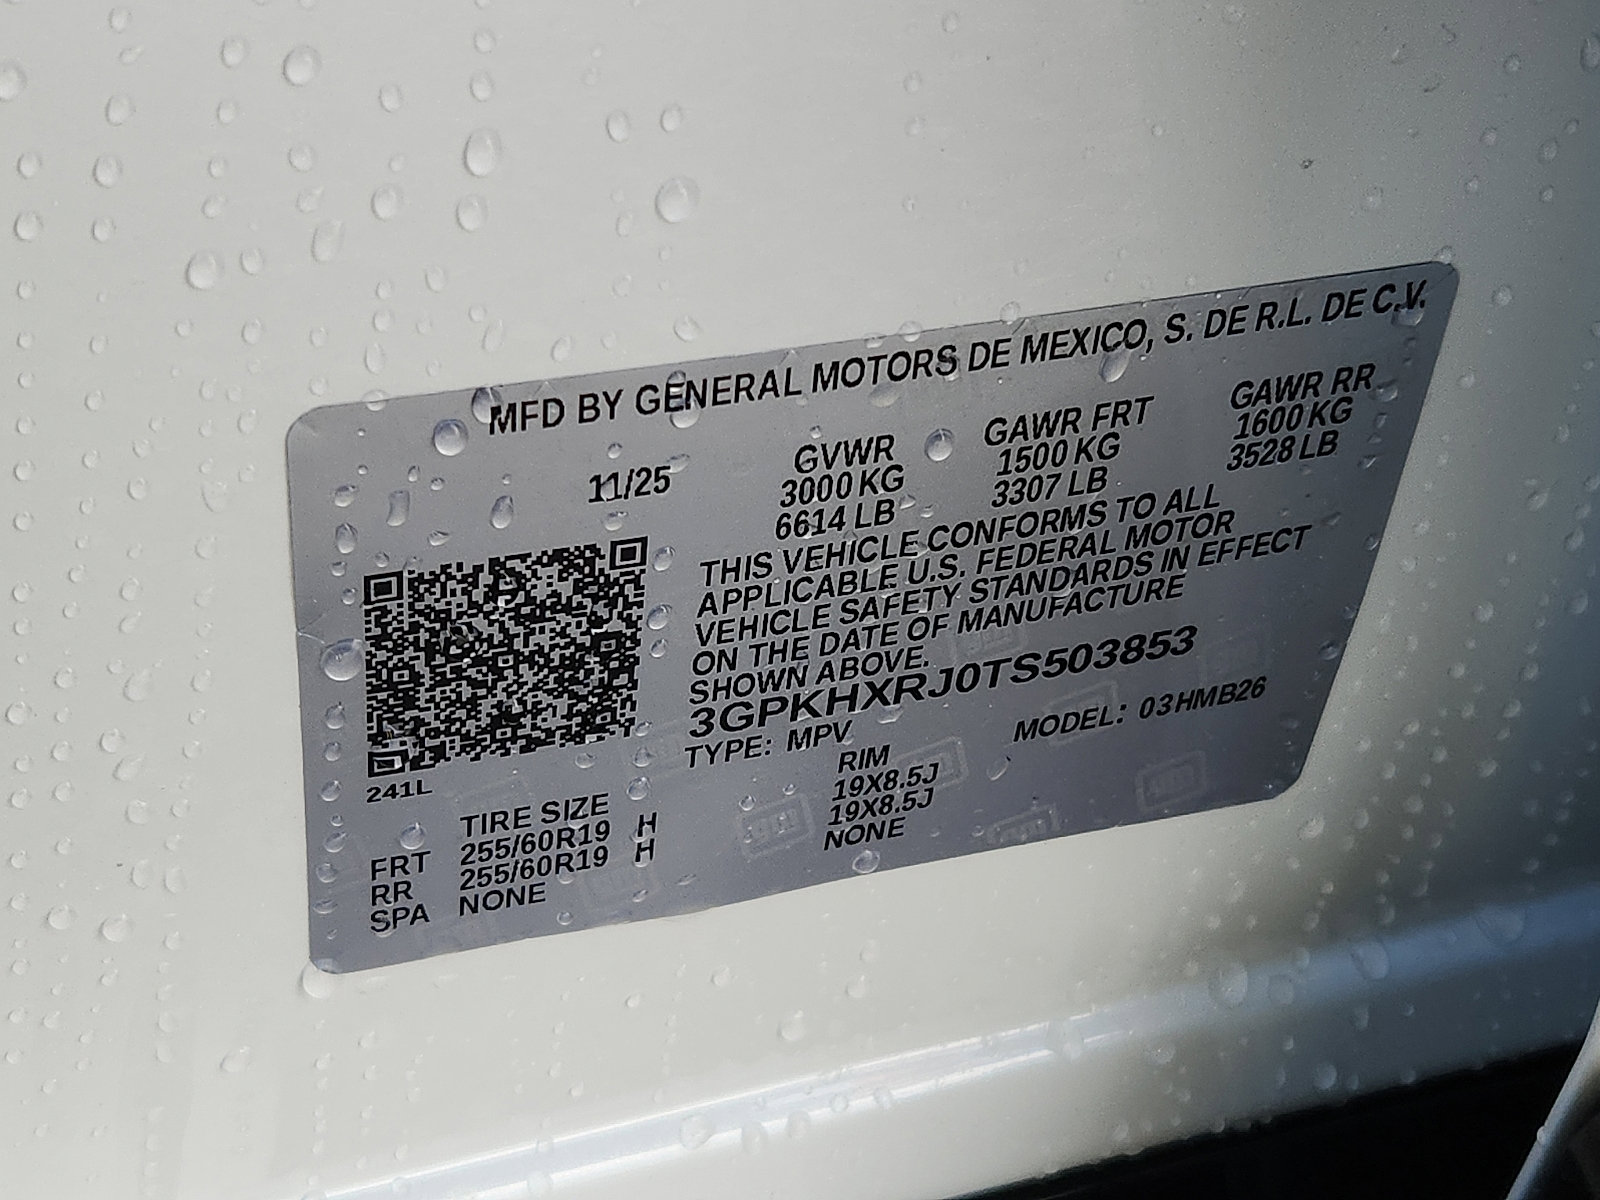 MFD BY GENERAL MOTORS DE MEXICO, S. DE R.L. DE C.V.
11/25 GVWR GAWR FRT GAWR RR
3000 KG 1500 KG 1600 KG
6614 LB 3307 LB 3528 LB
THIS VEHICLE CONFORMS TO ALL
APPLICABLE U.S. FEDERAL MOTOR
VEHICLE SAFETY STANDARDS IN EFFECT
ON THE DATE OF MANUFACTURE
SHOWN ABOVE.
3GPKHXRJ0TS503853
TYPE: MPV MODEL: 03HMB26
241L
TIRE SIZE RIM
FRT 255/60R19 H 19X8.5J
RR 255/60R19 H 19X8.5J
SPA NONE NONE